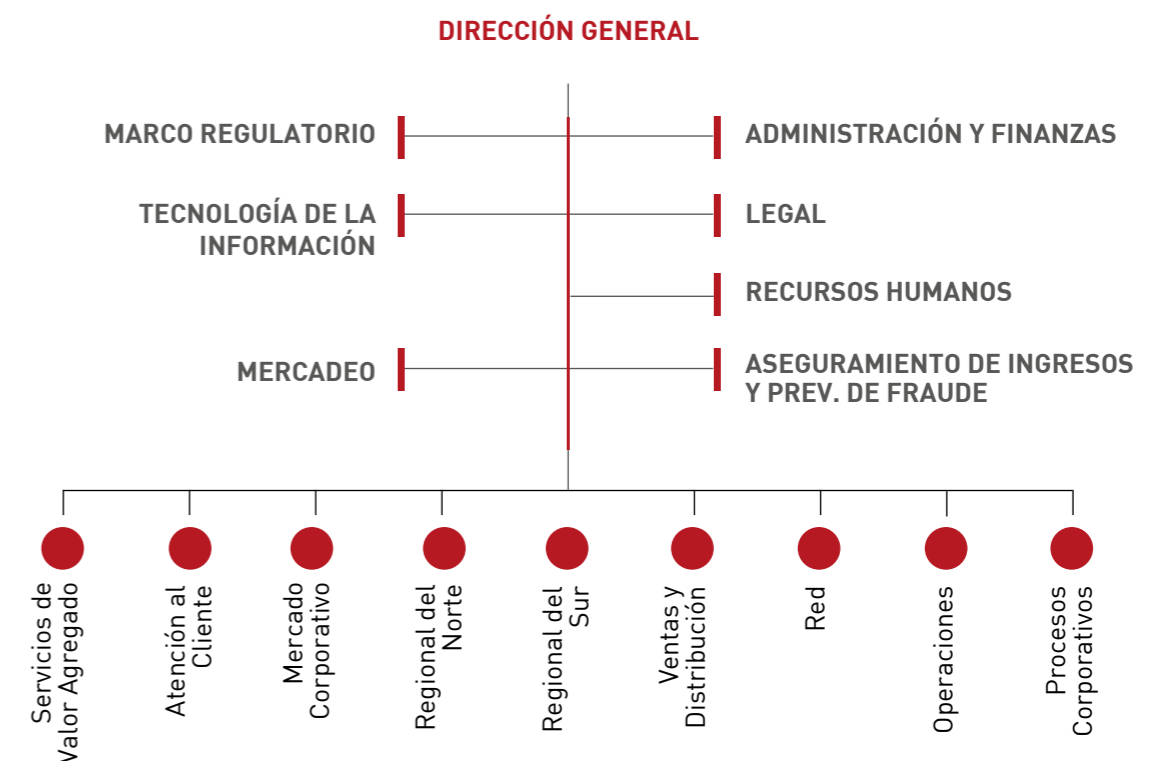 DIRECCIÓN GENERAL
MARCO REGULATORIO
ADMINISTRACIÓN Y FINANZAS
TECNOLOGÍA DE LA
INFORMACIÓN
LEGAL
RECURSOS HUMANOS
MERCADEO
ASEGURAMIENTO DE INGRESOS
Y PREV. DE FRAUDE
Servicios de
Valor Agregado
Atención al
Cliente
Mercado
Corporativo
Regional del
Norte
Regional del
Sur
Ventas y
Distribución
Red
Operaciones
Procesos
Corporativos